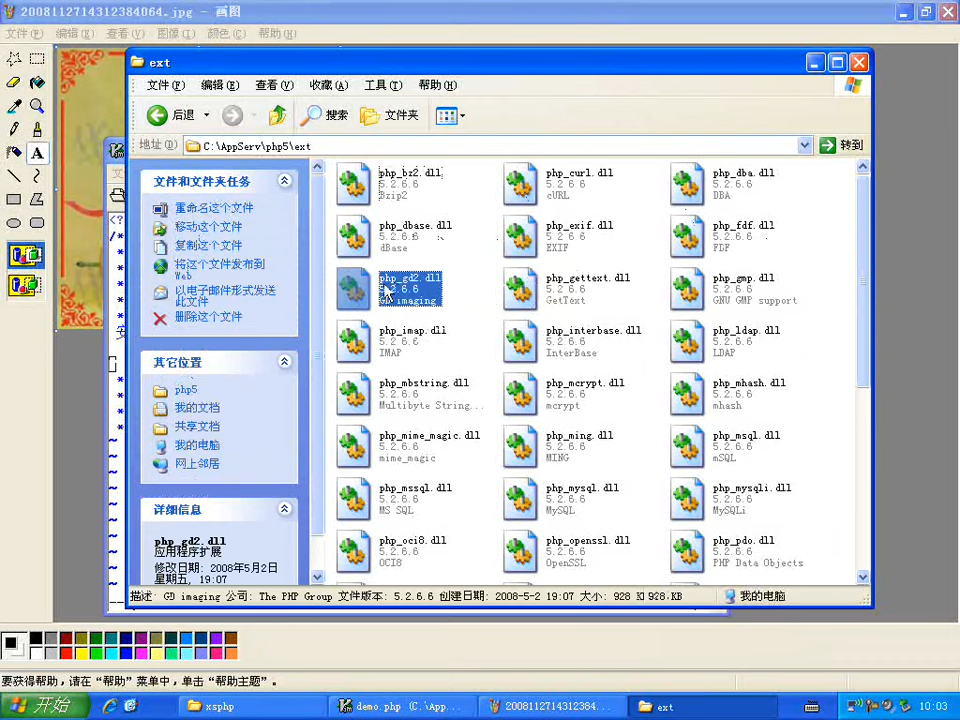 2008112714312384064.jpg - 画图
文件(F) 编辑(E) 查看(V) 图像(I) 颜色(C) 帮助(H)
ext
文件(F) 编辑(E) 查看(V) 收藏(A) 工具(T) 帮助(H)
后退 搜索 文件夹
地址(D) C:\AppServ\php5\ext 转到
文件和文件夹任务
重命名这个文件
移动这个文件
复制这个文件
将这个文件发布到
Web
以电子邮件形式发送
此文件
删除这个文件
其它位置
php5
我的文档
共享文档
我的电脑
网上邻居
详细信息
php_gd2.dll
应用程序扩展
修改日期: 2008年5月2日
星期五, 19:07
php_bz2.dll
5.2.6.6
Bzip2
php_curl.dll
5.2.6.6
cURL
php_dba.dll
5.2.6.6
DBA
php_dbase.dll
5.2.6.6
dBase
php_exif.dll
5.2.6.6
EXIF
php_fdf.dll
5.2.6.6
FDF
php_gd2.dll
5.2.6.6
GD imaging
php_gettext.dll
5.2.6.6
GetText
php_gmp.dll
5.2.6.6
GNU GMP support
php_imap.dll
5.2.6.6
IMAP
php_interbase.dll
5.2.6.6
InterBase
php_ldap.dll
5.2.6.6
LDAP
php_mbstring.dll
5.2.6.6
Multibyte String...
php_mcrypt.dll
5.2.6.6
mcrypt
php_mhash.dll
5.2.6.6
mhash
php_mime_magic.dll
5.2.6.6
mime_magic
php_ming.dll
5.2.6.6
MING
php_msql.dll
5.2.6.6
mSQL
php_mssql.dll
5.2.6.6
MS SQL
php_mysql.dll
5.2.6.6
MySQL
php_mysqli.dll
5.2.6.6
MySQLi
php_oci8.dll
5.2.6.6
OCI8
php_openssl.dll
5.2.6.6
OpenSSL
php_pdo.dll
5.2.6.6
PHP Data Objects
描述: GD imaging 公司: The PHP Group 文件版本: 5.2.6.6 创建日期: 2008-5-2 19:07 大小: 928 K 928 KB 我的电脑
要获得帮助,请在“帮助”菜单中,单击“帮助主题”。
开始 xsphp demo.php (C:\App... 2008112714312384... ext 10:03